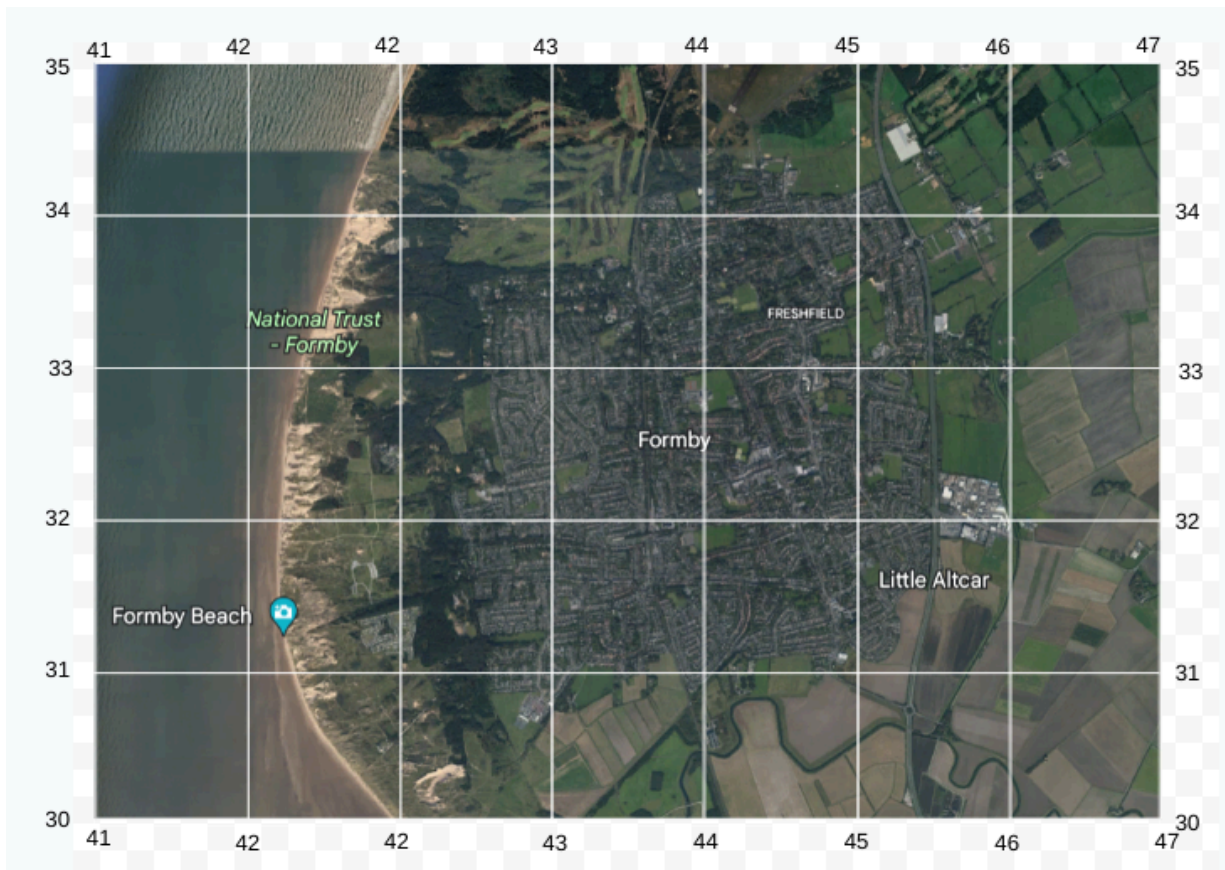 41 42 42 43 44 45 46 47
35 35
34 34
National Trust
- Formby
FRESHFIELD
33 33
Formby
32 32
Little Altcar
Formby Beach
31 31
30 30
41 42 42 43 44 45 46 47